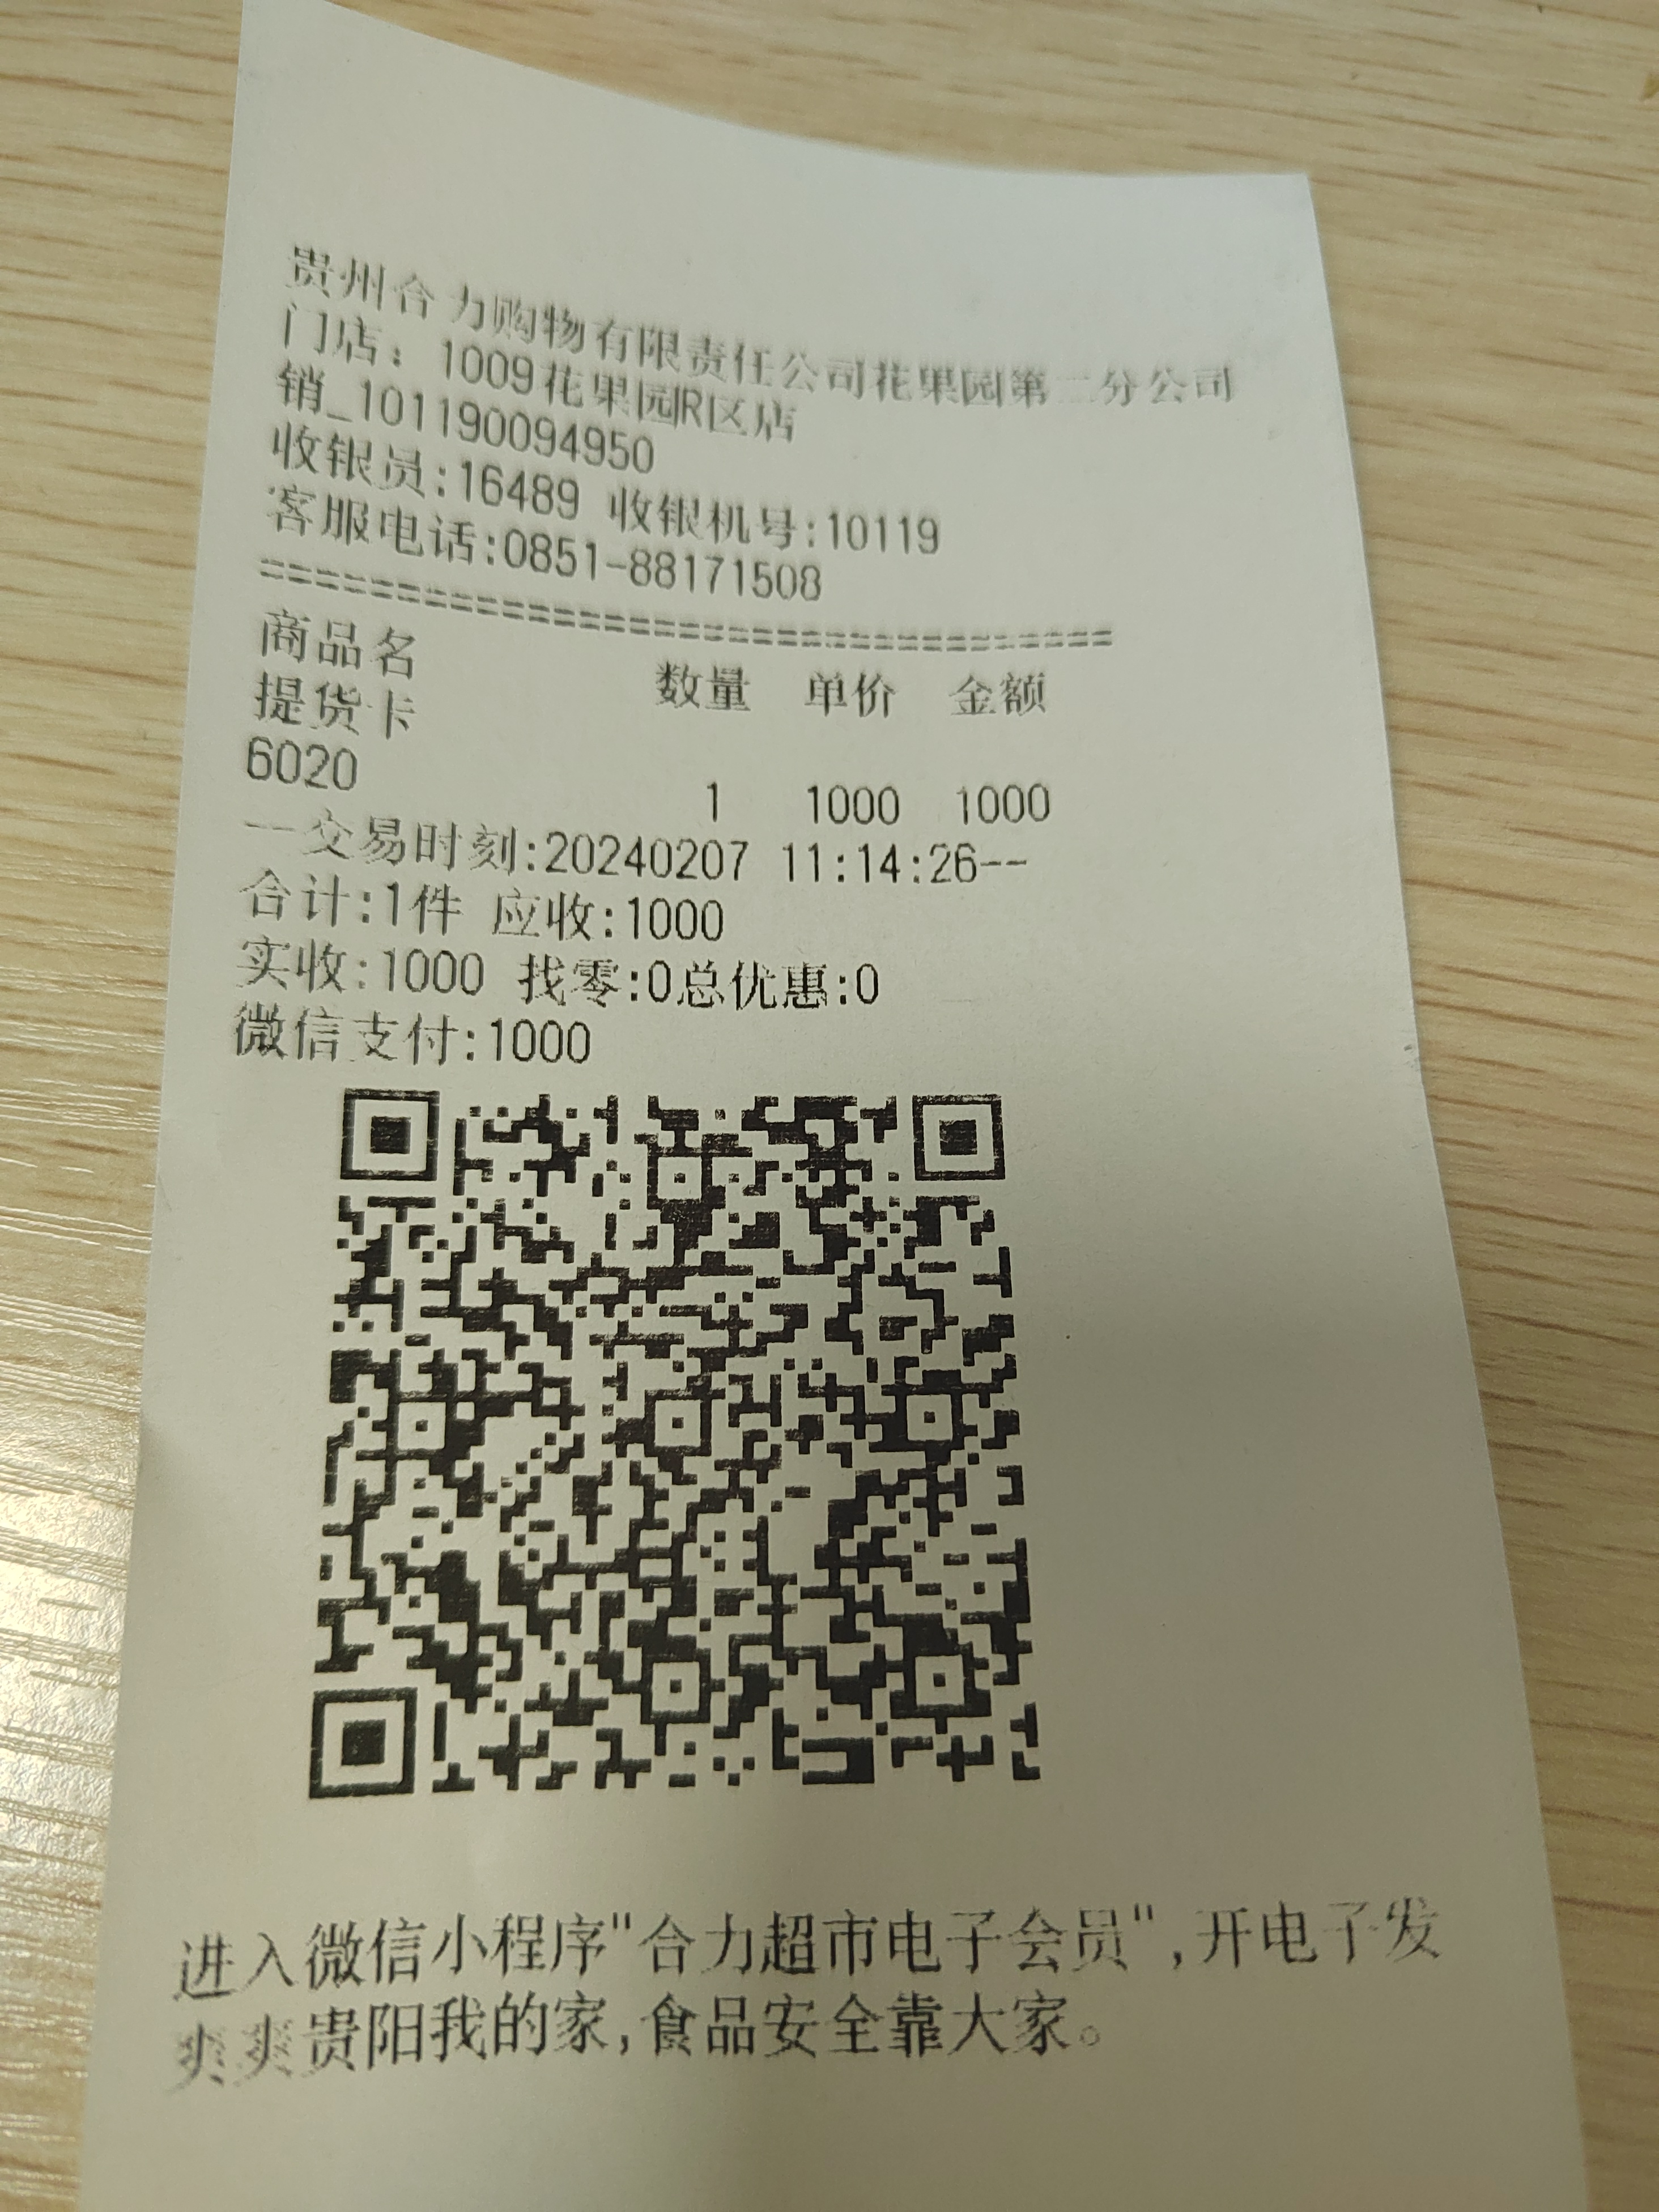 贵州合力购物有限责任公司花果园第二分公司
门店：1009花果园R区店
销_101190094950
收银员:16489 收银机号:10119
客服电话:0851-88171508
====================================
商品名 数量 单价 金额
提货卡
6020 1 1000 1000
--交易时刻:20240207 11:14:26--
合计:1件 应收:1000
实收:1000 找零:0总优惠:0
微信支付:1000
进入微信小程序"合力超市电子会员",开电子发
爽爽贵阳我的家,食品安全靠大家。